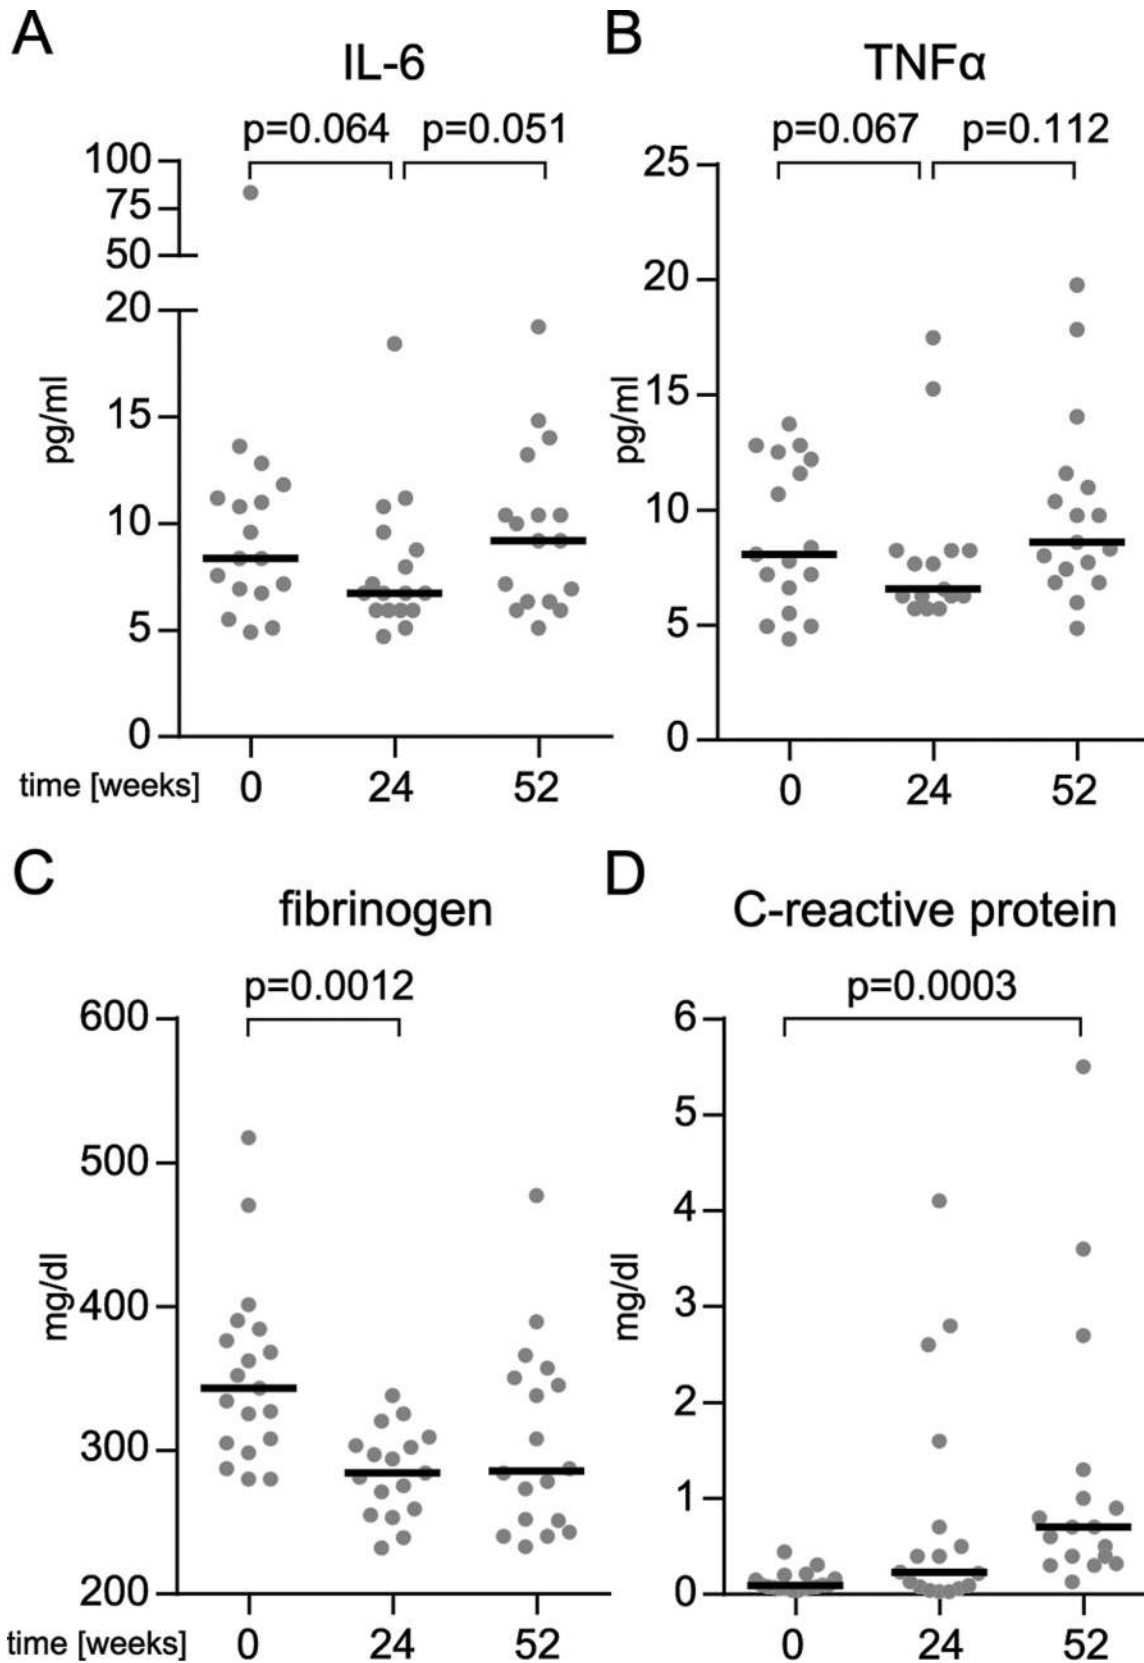 A
IL-6
p=0.064 p=0.051
100
75
50
20
15
10
5
0
pg/ml
time [weeks] 0 24 52
B
TNFα
p=0.067 p=0.112
25
20
15
10
5
0
pg/ml
0 24 52
C
fibrinogen
p=0.0012
600
500
400
300
200
mg/dl
time [weeks] 0 24 52
D
C-reactive protein
p=0.0003
6
5
4
3
2
1
0
mg/dl
0 24 52